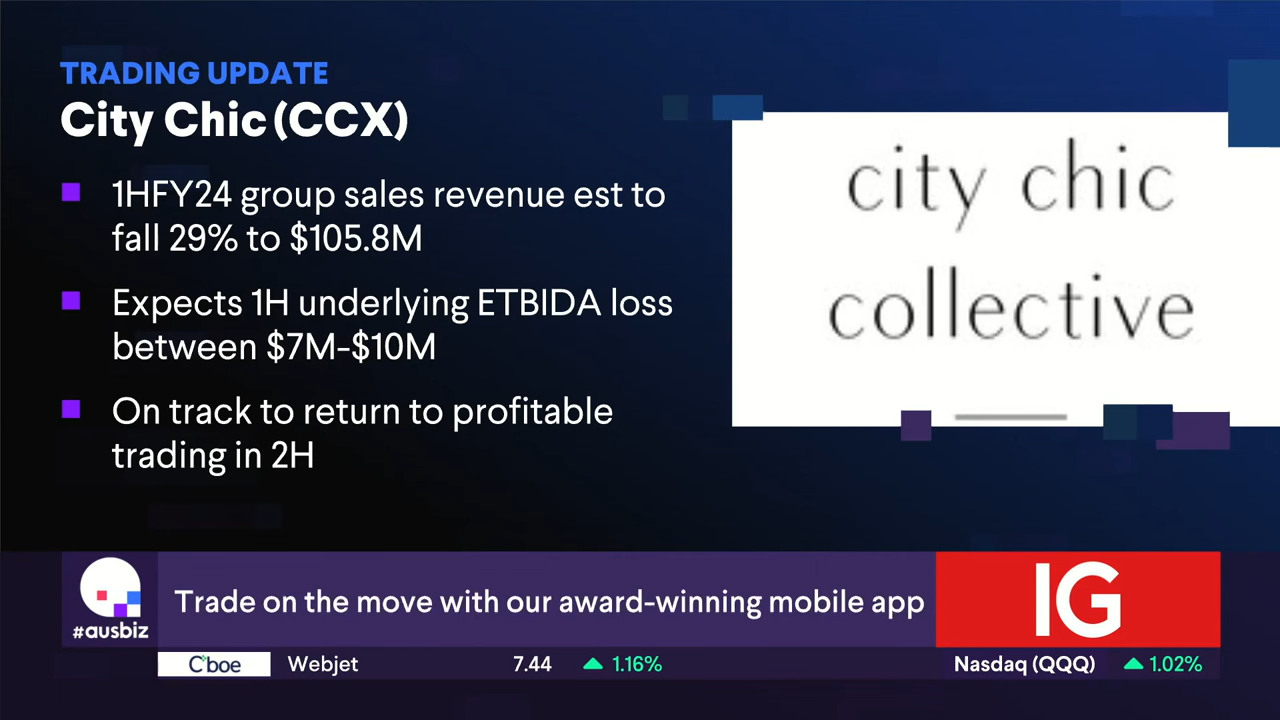 TRADING UPDATE
City Chic (CCX)
1HFY24 group sales revenue est to
fall 29% to $105.8M
Expects 1H underlying ETBIDA loss
between $7M-$10M
On track to return to profitable
trading in 2H
city chic
collective
#ausbiz
Trade on the move with our award-winning mobile app
IG
Cboe Webjet 7.44 1.16% Nasdaq (QQQ) 1.02%